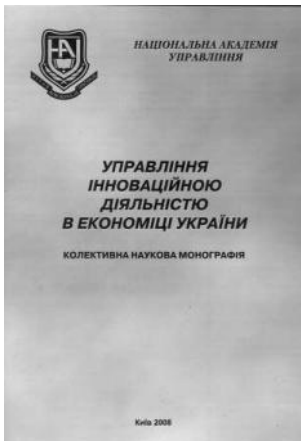 НАЦІОНАЛЬНА АКАДЕМІЯ
УПРАВЛІННЯ
УПРАВЛІННЯ
ІННОВАЦІЙНОЮ
ДІЯЛЬНІСТЮ
В ЕКОНОМІЦІ УКРАЇНИ
КОЛЕКТИВНА НАУКОВА МОНОГРАФІЯ
Київ 2008